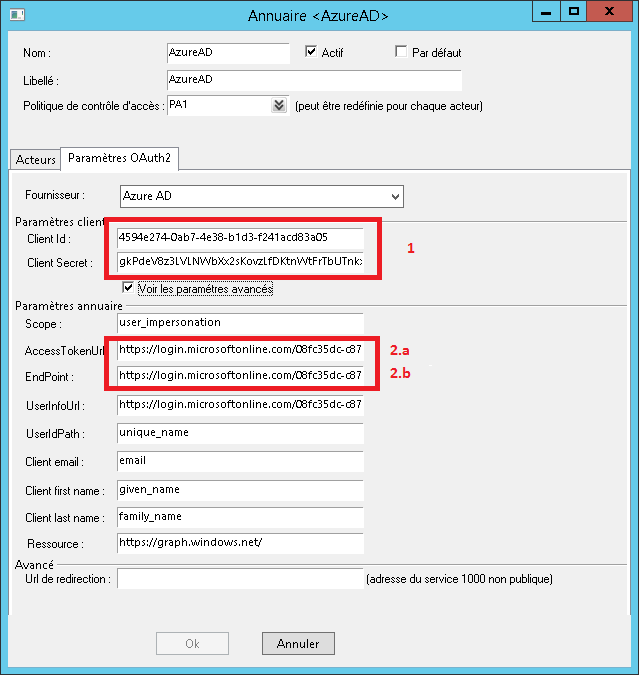 Annuaire <AzureAD>
Nom : AzureAD Actif Par défaut
Libellé : AzureAD
Politique de contrôle d'accès : PA1 (peut être redéfinie pour chaque acteur)
Acteurs Paramètres OAuth2
Fournisseur : Azure AD
Paramètres client
Client Id : 4594e274-0ab7-4e38-b1d3-f241acd83a05 1
Client Secret :
Voir les paramètres avancés
Paramètres annuaire
Scope : user_impersonation
AccessTokenUrl https://login.microsoftonline.com/08fc35dc-c87 2.a
EndPoint : https://login.microsoftonline.com/08fc35dc-c87 2.b
UserInfoUrl : https://login.microsoftonline.com/08fc35dc-c87
UserIdPath : unique_name
Client email : email
Client first name : given_name
Client last name : family_name
Ressource : https://graph.windows.net/
Avancé
Url de redirection : (adresse du service 1000 non publique)
Ok Annuler